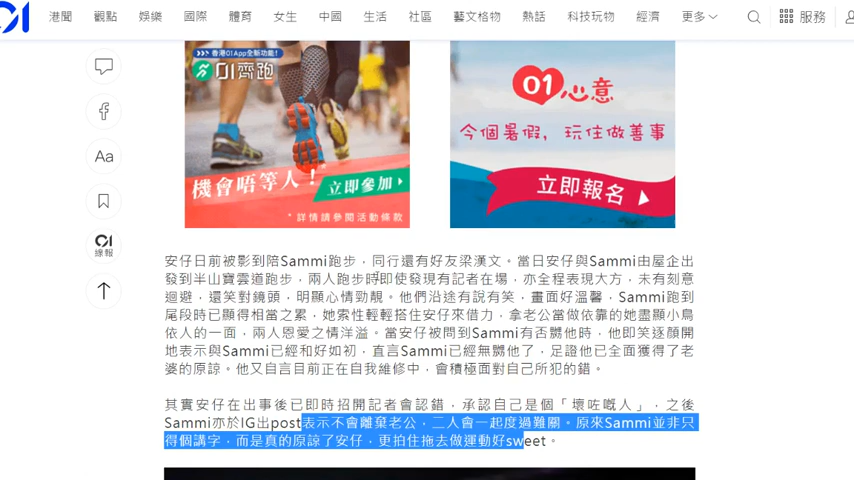 01
港聞 觀點 娛樂 國際 體育 女生 中國 生活 社區 藝文格物 熱話 科技玩物 經濟 更多 服務
香港01App全新功能！
01齊跑
機會唔等人！
立即參加
*詳情請參閱活動條款
01心意
今個暑假，玩住做善事
立即報名
Aa
01
線報
安仔日前被影到陪Sammi跑步，同行還有好友梁漢文。當日安仔與Sammi由屋企出
發到半山寶雲道跑步，兩人跑步時即使發現有記者在場，亦全程表現大方，未有刻意
迴避，還笑對鏡頭，明顯心情勁靚。他們沿途有說有笑，畫面好溫馨，Sammi跑到
尾段時已顯得相當之累，她索性輕輕搭住安仔來借力，拿老公當做依靠的她盡顯小鳥
依人的一面，兩人恩愛之情洋溢。當安仔被問到Sammi有否嬲他時，他即笑逐顏開
地表示與Sammi已經和好如初，直言Sammi已經無嬲他了，足證他已全面獲得了老
婆的原諒。他又自言目前正在自我維修中，會積極面對自己所犯的錯。
其實安仔在出事後已即時招開記者會認錯，承認自己是個「壞咗嘅人」，之後
Sammi亦於IG出post表示不會離棄老公，二人會一起度過難關。原來Sammi並非只
得個講字，而是真的原諒了安仔，更拍住拖去做運動好sweet。